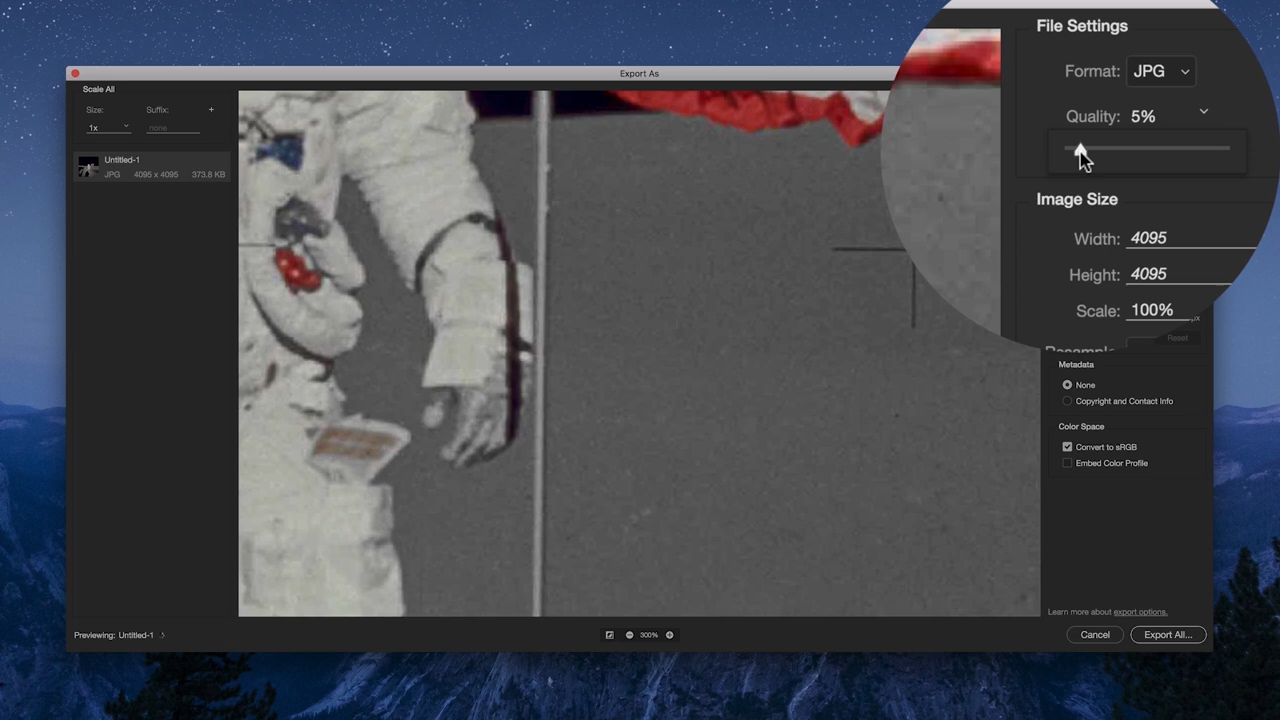 Export As
Scale All
Size:
Suffix:
+
1x
none
Untitled-1
JPG 4095 x 4095 373.8 KB
File Settings
Format: JPG
Quality: 5%
Image Size
Width: 4095
Height: 4095
Scale: 100%
px
Reset
Metadata
None
Copyright and Contact Info
Color Space
Convert to sRGB
Embed Color Profile
Learn more about export options.
Previewing: Untitled-1
300%
Cancel
Export All...